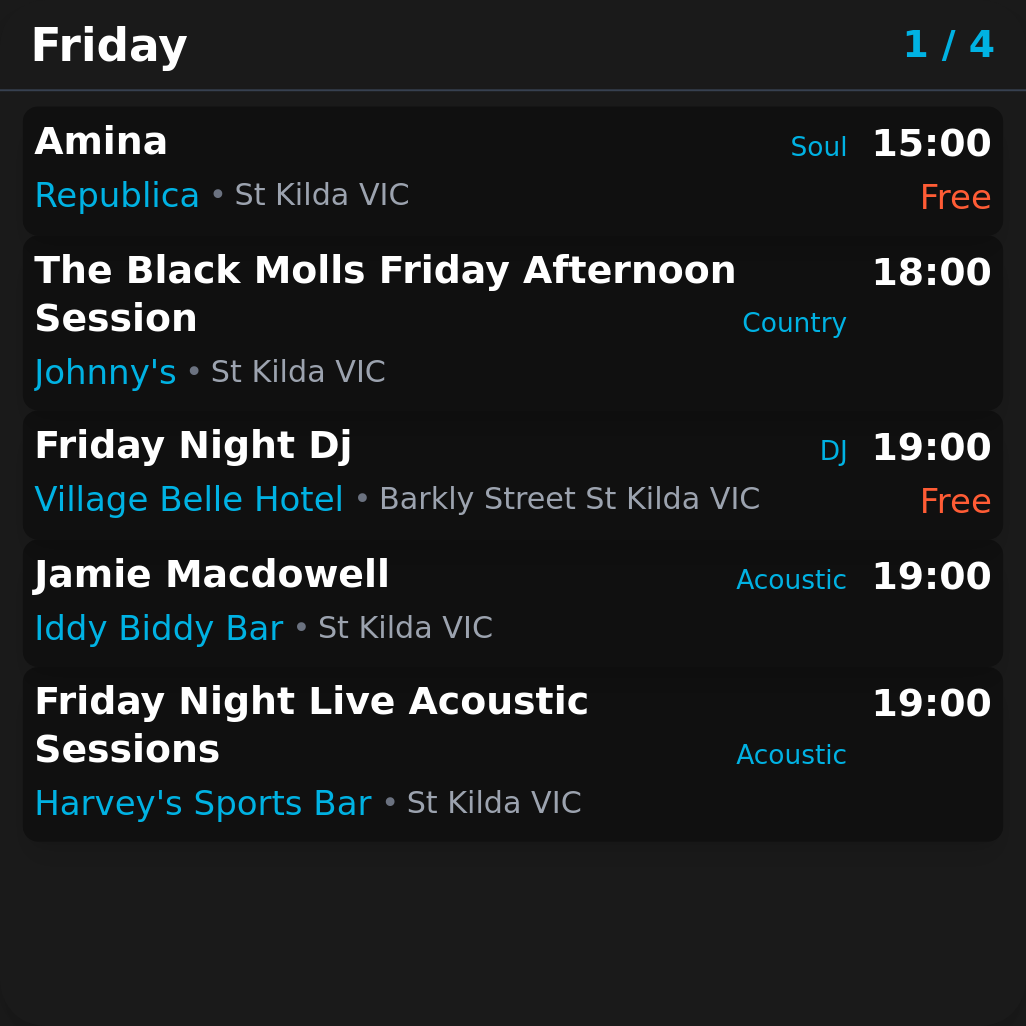 Friday 1 / 4
Amina Soul 15:00
Republica • St Kilda VIC Free
The Black Molls Friday Afternoon 18:00
Session Country
Johnny's • St Kilda VIC
Friday Night Dj DJ 19:00
Village Belle Hotel • Barkly Street St Kilda VIC Free
Jamie Macdowell Acoustic 19:00
Iddy Biddy Bar • St Kilda VIC
Friday Night Live Acoustic 19:00
Sessions Acoustic
Harvey's Sports Bar • St Kilda VIC